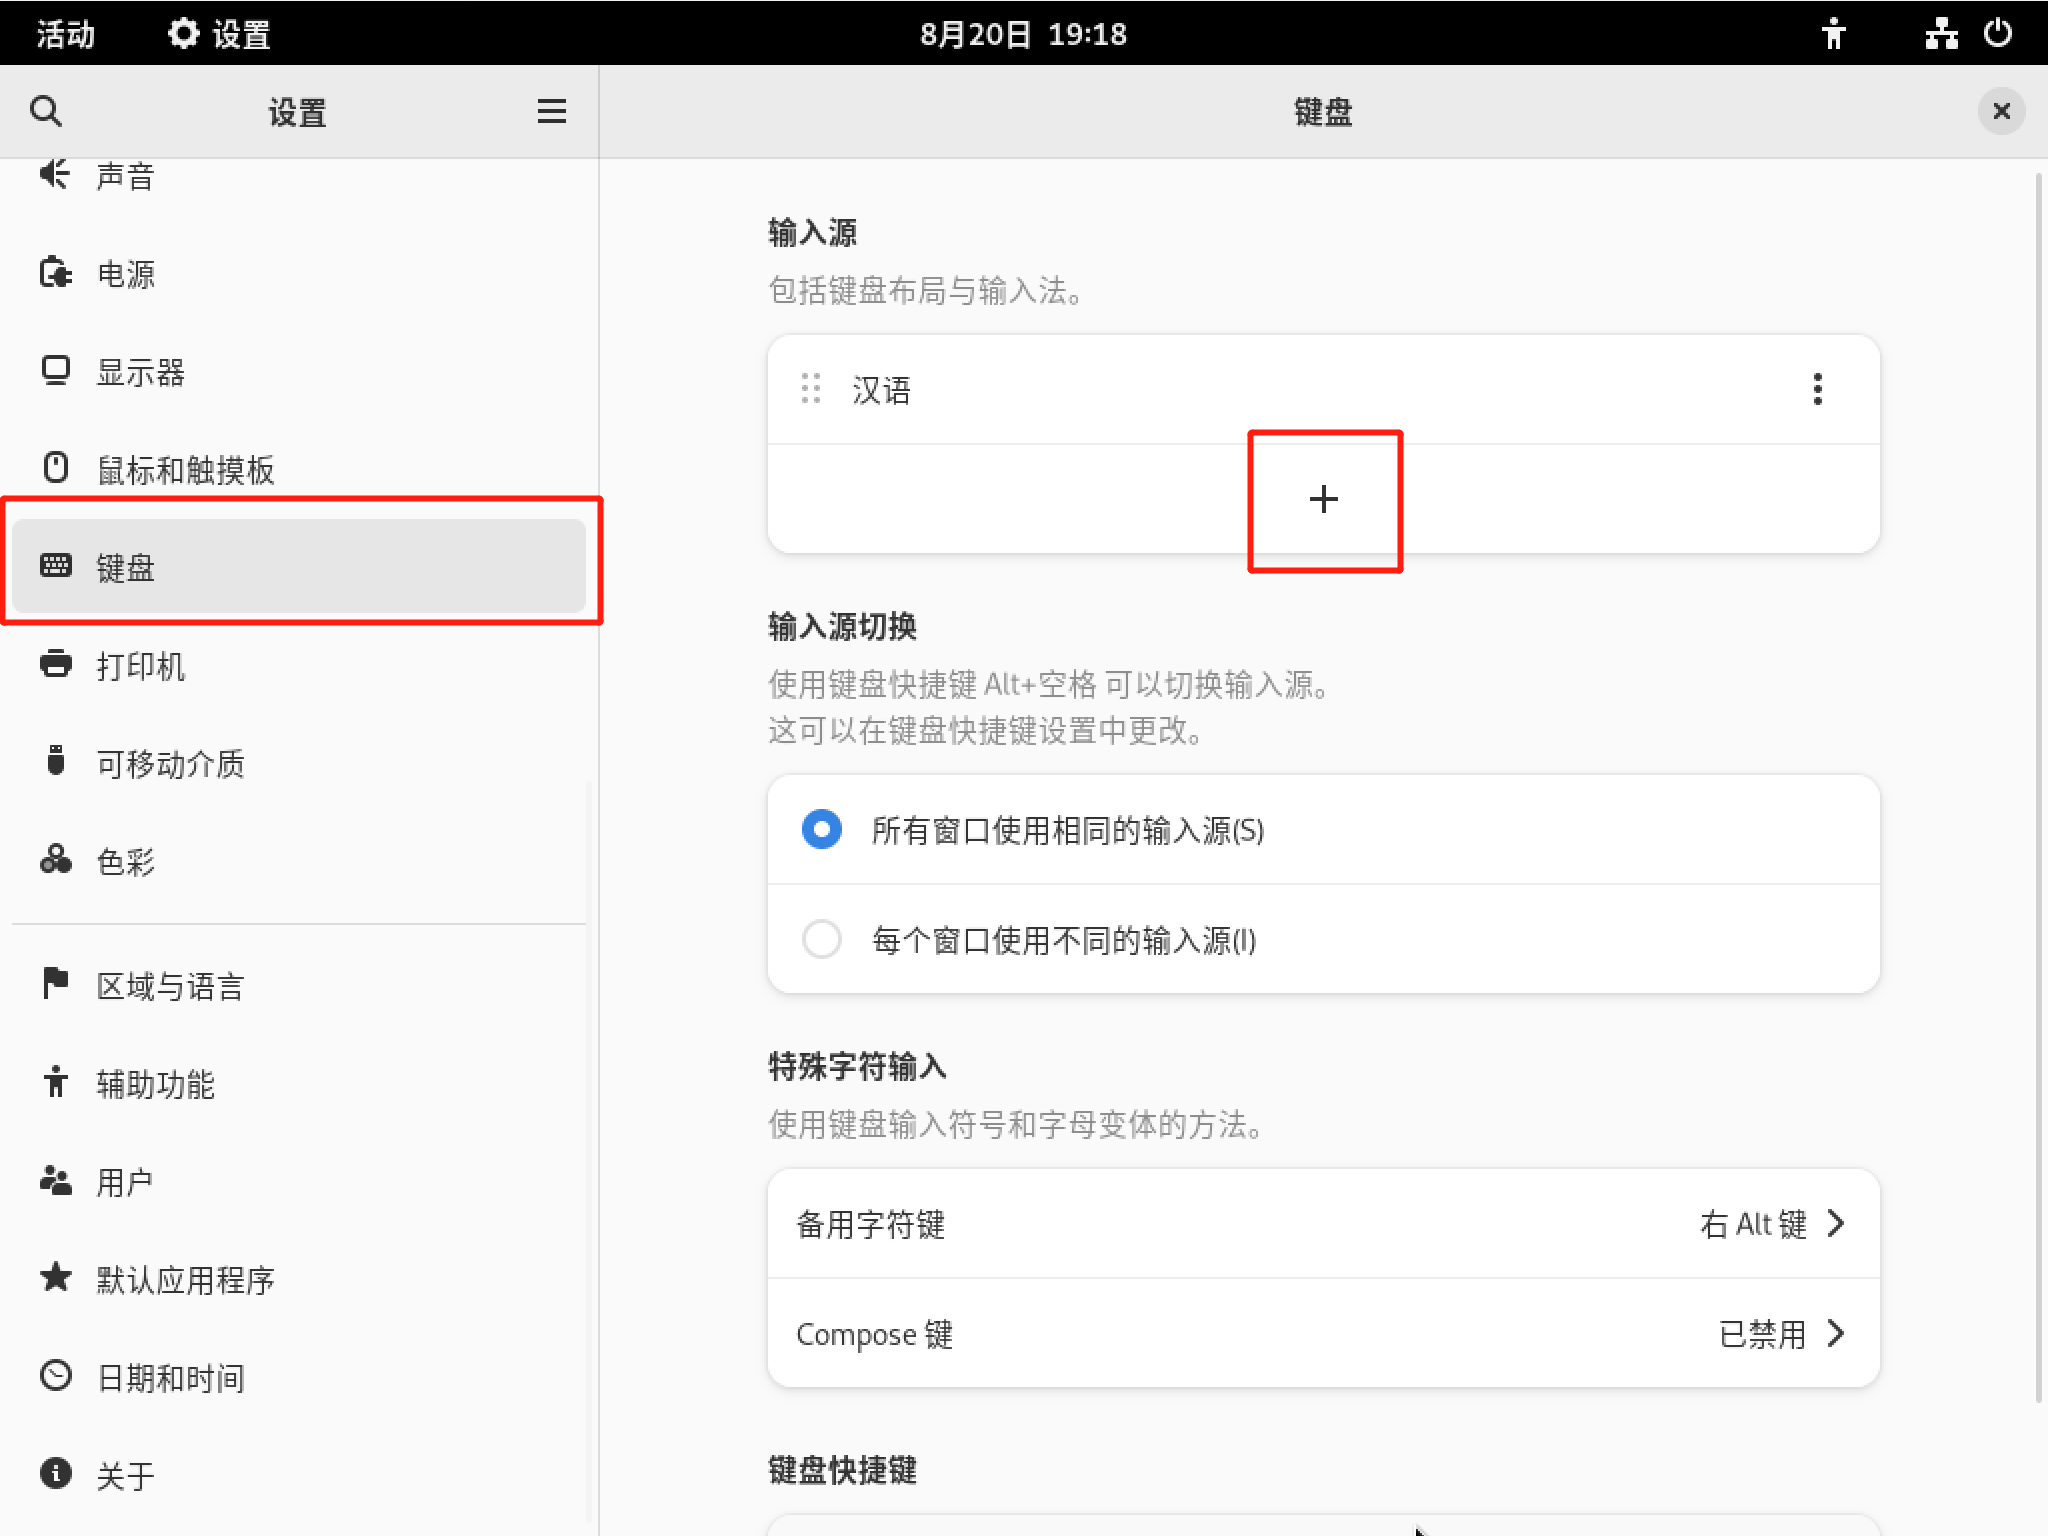 活动
设置
8月20日 19:18
设置
键盘
声音
电源
显示器
鼠标和触摸板
键盘
打印机
可移动介质
色彩
区域与语言
辅助功能
用户
默认应用程序
日期和时间
关于
输入源
包括键盘布局与输入法。
汉语
输入源切换
使用键盘快捷键 Alt+空格 可以切换输入源。
这可以在键盘快捷键设置中更改。
所有窗口使用相同的输入源(S)
每个窗口使用不同的输入源(I)
特殊字符输入
使用键盘输入符号和字母变体的方法。
备用字符键
右 Alt 键
Compose 键
已禁用
键盘快捷键